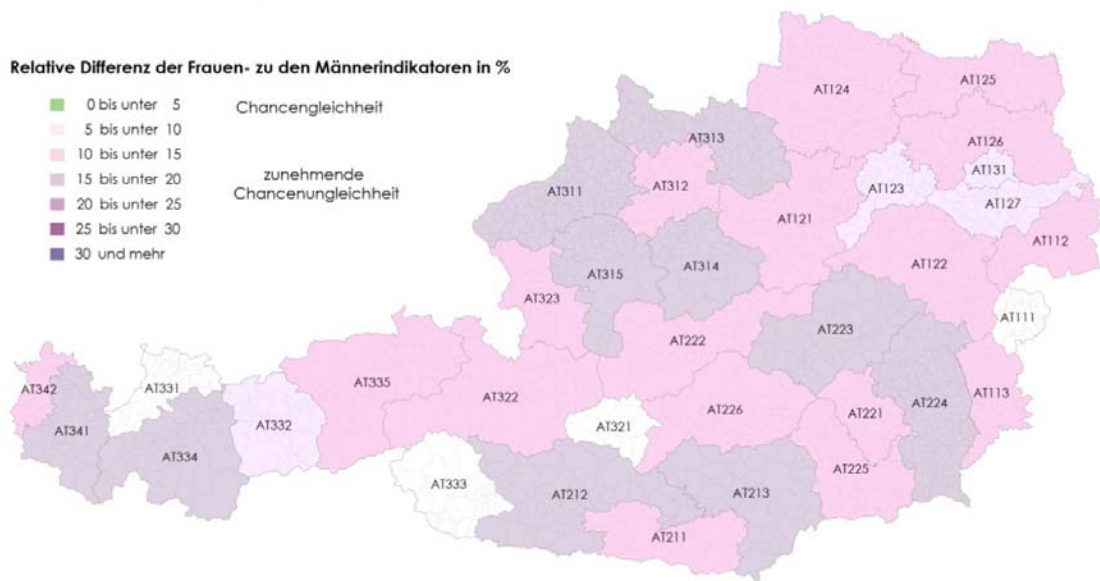 Relative Differenz der Frauen- zu den Männerindikatoren in %
0 bis unter 5
Chancengleichheit
5 bis unter 10
10 bis unter 15
15 bis unter 20
zunehmende
Chancenungleichheit
20 bis unter 25
25 bis unter 30
30 und mehr
AT124
AT125
AT313
AT126
AT312
AT131
AT311
AT123
AT127
AT121
AT112
AT122
AT314
AT315
AT323
AT111
AT223
AT222
AT335
AT331
AT342
AT322
AT113
AT224
AT226
AT221
AT321
AT332
AT341
AT334
AT225
AT333
AT212
AT213
AT211